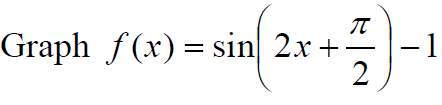 Graph f(x) = sin(2x + π/2) − 1